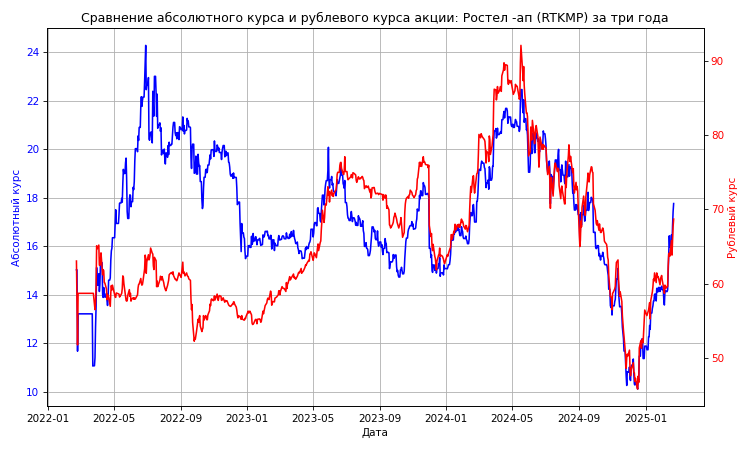 Сравнение абсолютного курса и рублевого курса акции: Ростел -ап (RTKMP) за три года
Абсолютный курс
24
22
20
18
16
14
12
10
90
80
70
60
50
Рублевый курс
2022-01 2022-05 2022-09 2023-01 2023-05 2023-09 2024-01 2024-05 2024-09 2025-01
Дата